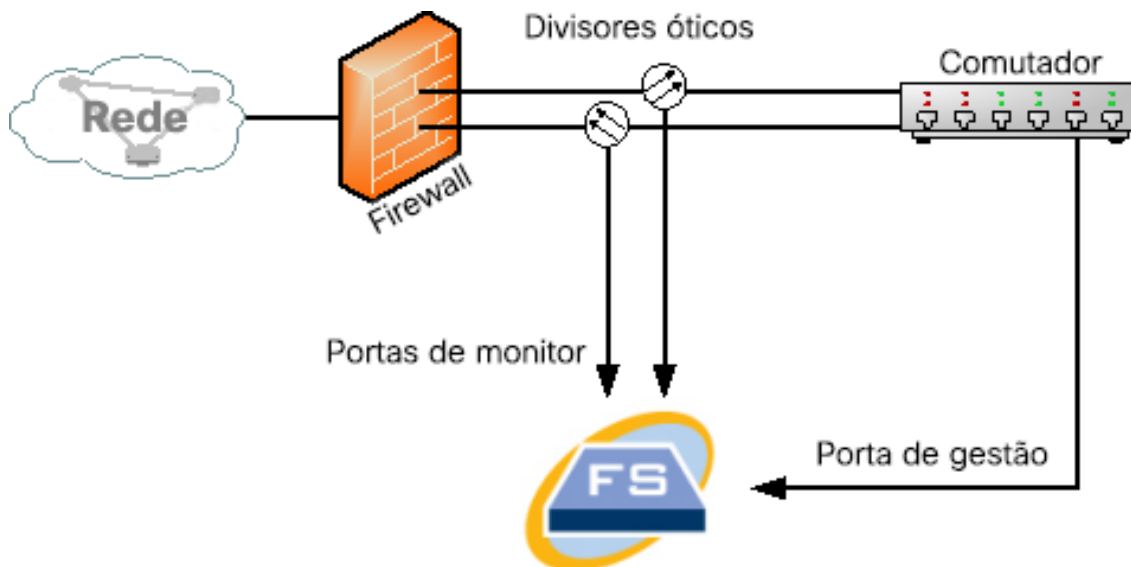 Divisores óticos
Comutador
Rede
Firewall
Portas de monitor
Porta de gestão
FS